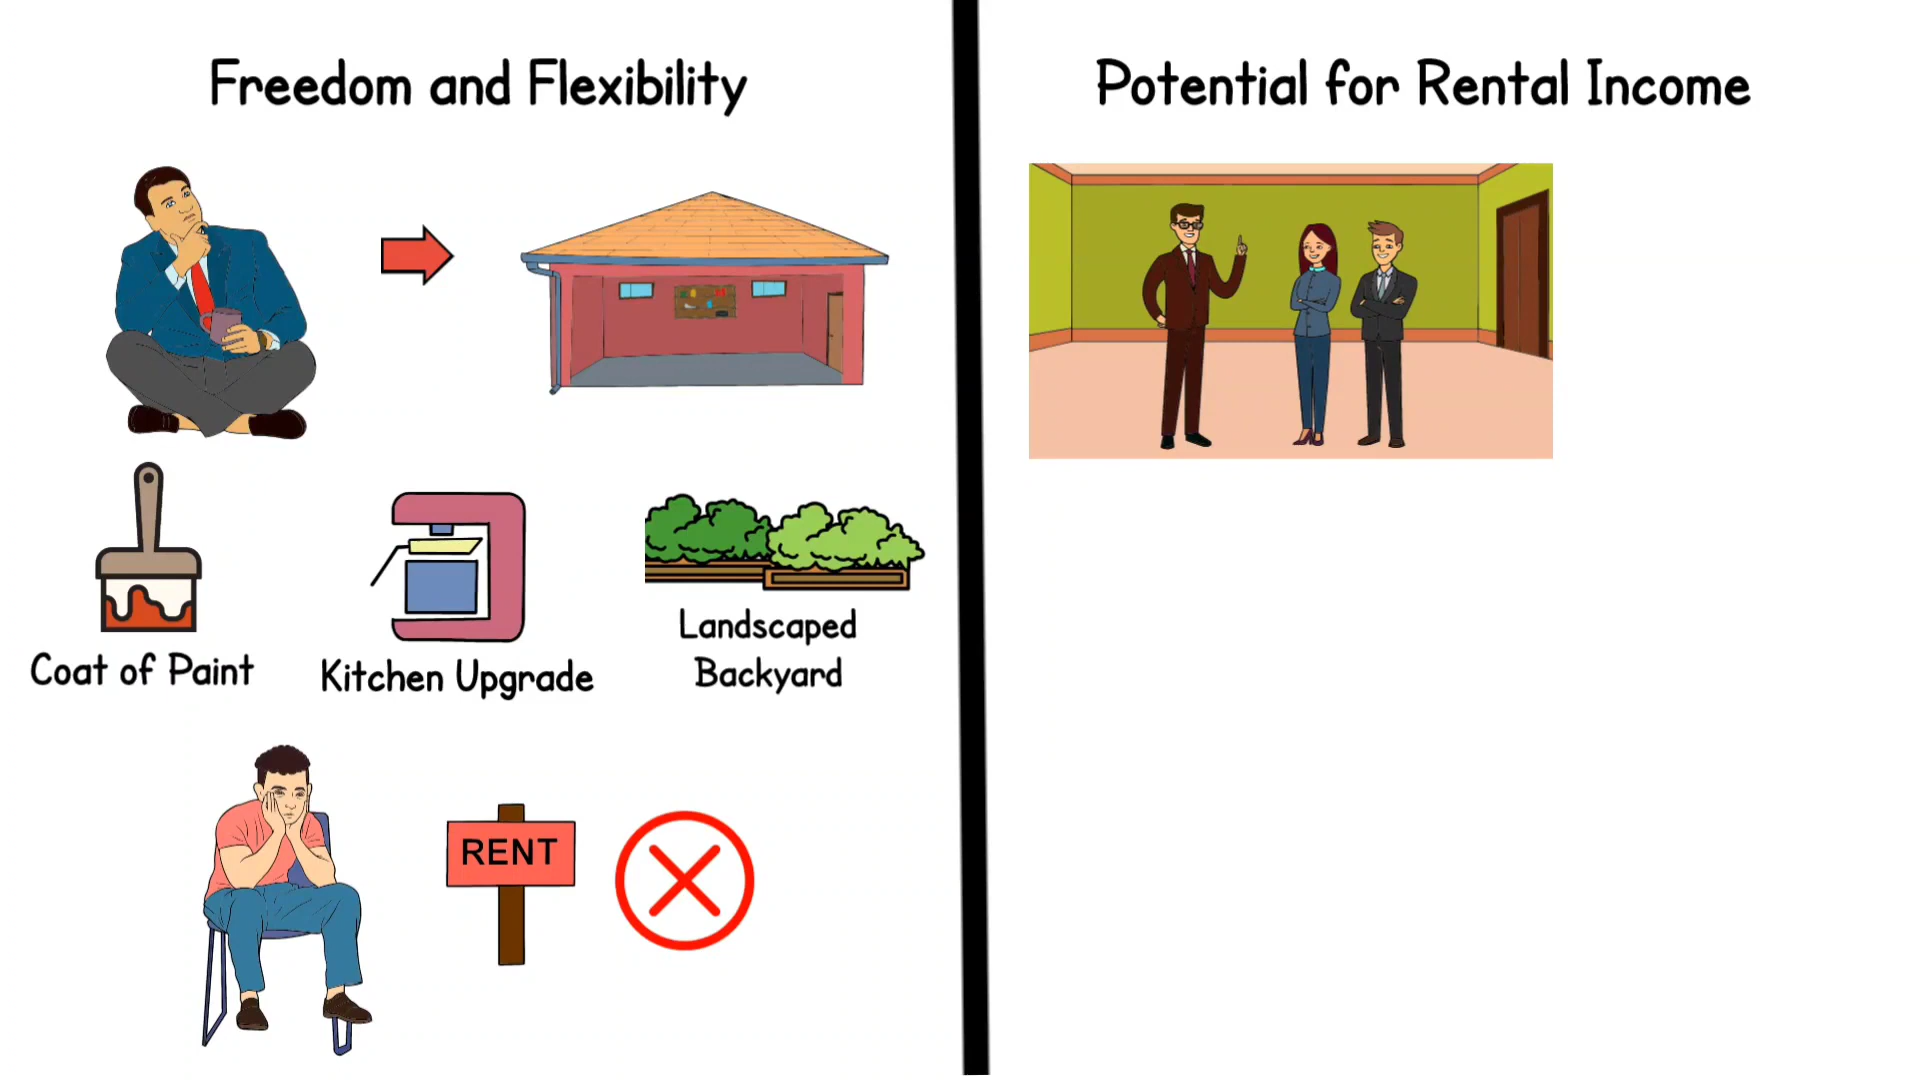 Freedom and Flexibility
Coat of Paint
Kitchen Upgrade
Landscaped
Backyard
RENT
Potential for Rental Income